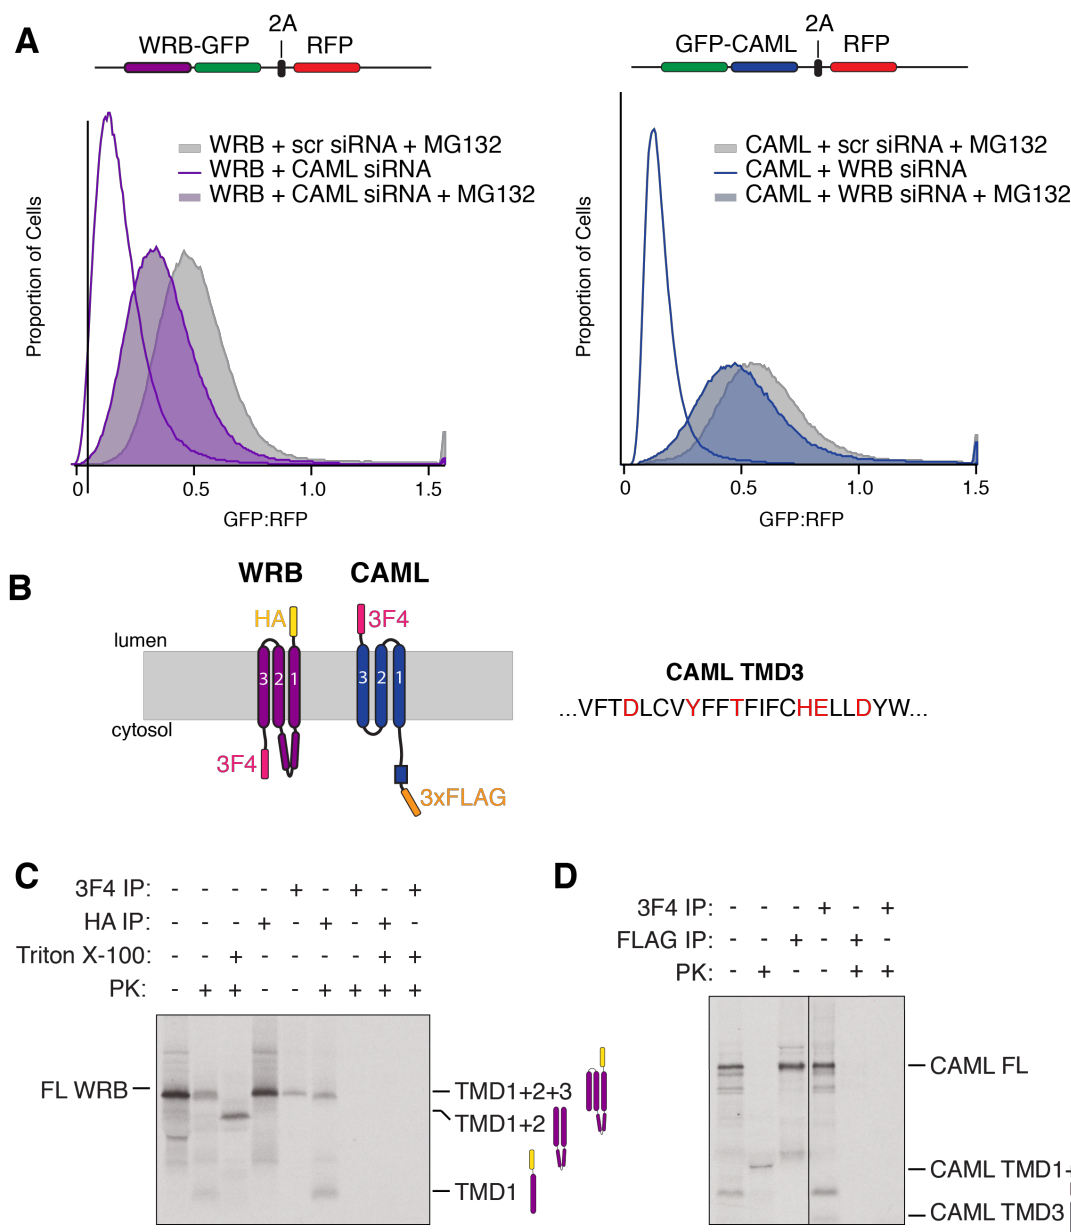 A
WRB-GFP 2A RFP
WRB + scr siRNA + MG132
WRB + CAML siRNA
WRB + CAML siRNA + MG132
Proportion of Cells
0 0.5 1.0 1.5
GFP:RFP
GFP-CAML 2A RFP
CAML + scr siRNA + MG132
CAML + WRB siRNA
CAML + WRB siRNA + MG132
Proportion of Cells
0 0.5 1.0 1.5
GFP:RFP
B
WRB CAML
HA 3F4
lumen
3 2 1 3 2 1
cytosol
3F4
3xFLAG
CAML TMD3
...VFTDLCVYFFTFIFCHELLDYW...
C
3F4 IP: - - - - + - + - +
HA IP: - - - + - + - + -
Triton X-100: - - + - - - - + +
PK: - + + - - + + + +
FL WRB
TMD1+2+3
TMD1+2
TMD1
D
3F4 IP: - - - + - +
FLAG IP: - - + - + -
PK: - + - - + +
CAML FL
CAML TMD1+
CAML TMD3